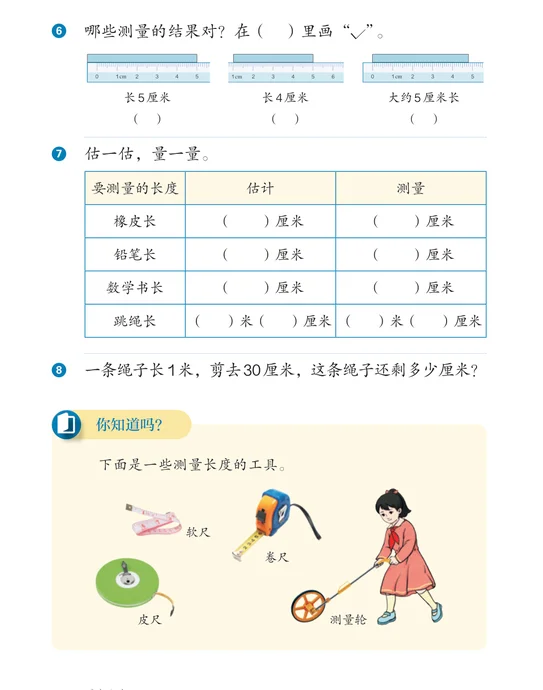 6 哪些测量的结果对？在（ ）里画“✓”。
0 1cm 2 3 4 5
1cm 2 3 4 5 6
0 1cm 2 3 4 5
长5厘米 长4厘米 大约5厘米长
（ ） （ ） （ ）
7 估一估，量一量。
要测量的长度 估计 测量
橡皮长 （ ）厘米 （ ）厘米
铅笔长 （ ）厘米 （ ）厘米
数学书长 （ ）厘米 （ ）厘米
跳绳长 （ ）米（ ）厘米 （ ）米（ ）厘米
8 一条绳子长1米，剪去30厘米，这条绳子还剩多少厘米？
你知道吗？
下面是一些测量长度的工具。
软尺
卷尺
皮尺
测量轮